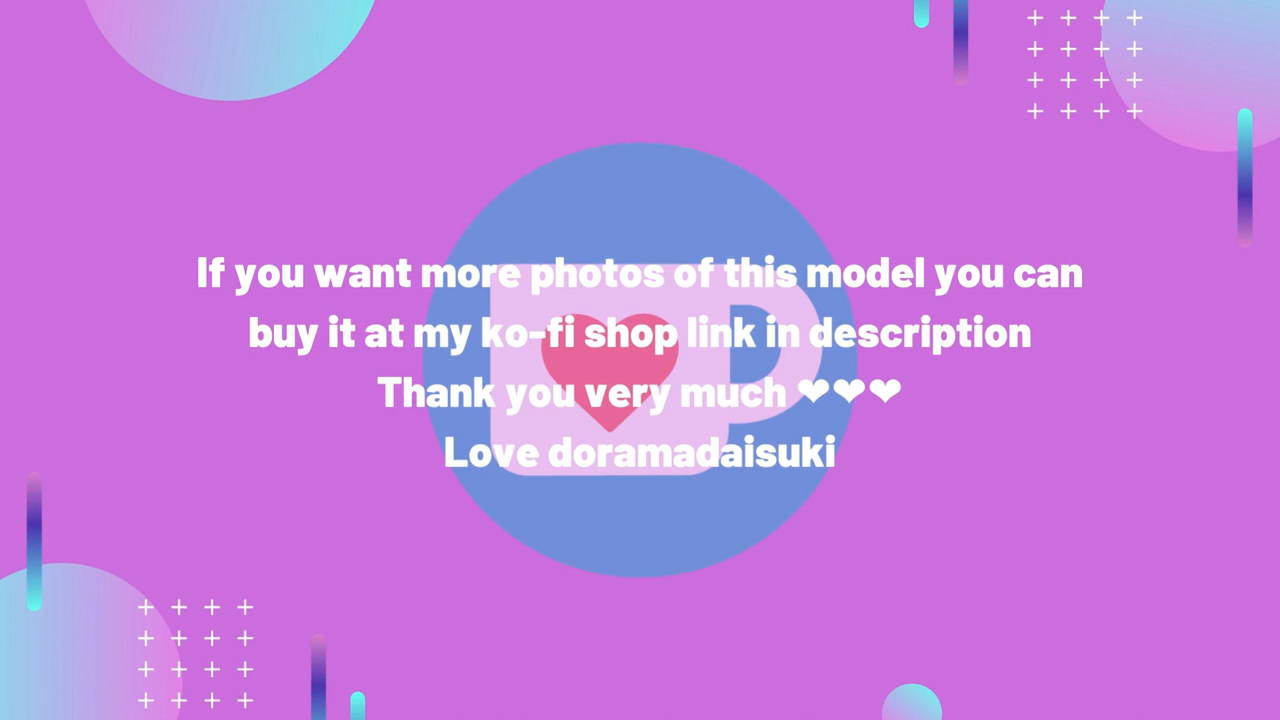 If you want more photos of this model you can
buy it at my ko-fi shop link in description
Thank you very much ❤❤❤
Love doramadaisuki